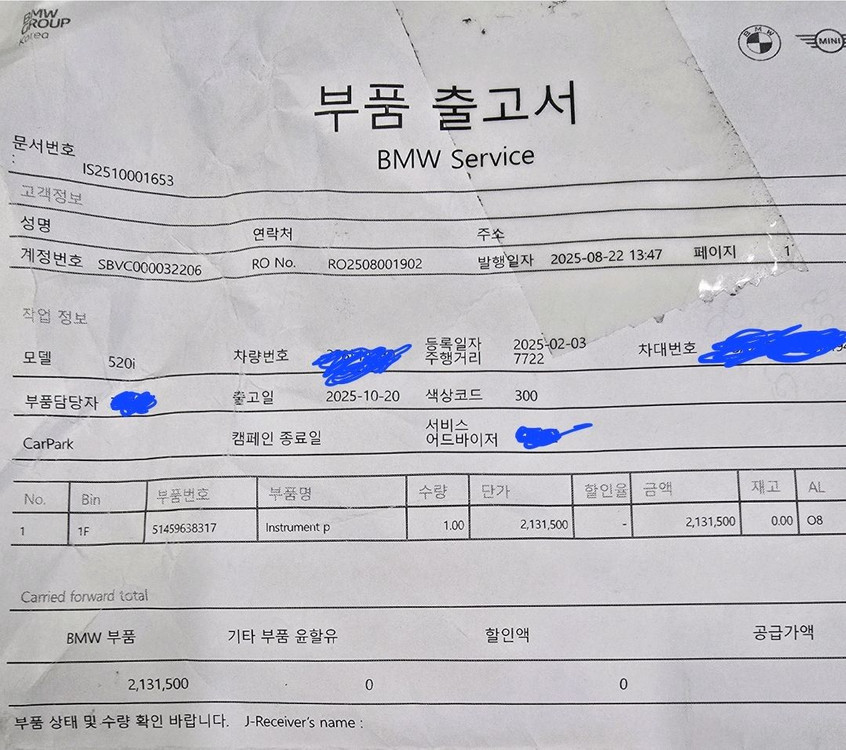 BMW
GROUP
Korea
BMW
MINI
부품 출고서
BMW Service
문서번호
: IS2510001653
고객정보
성명 연락처 주소
계정번호 SBVC000032206 RO No. RO2508001902 발행일자 2025-08-22 13:47 페이지 1
작업 정보
모델 520i 차량번호 등록일자 2025-02-03 차대번호
주행거리 7722
부품담당자 출고일 2025-10-20 색상코드 300
CarPark 캠페인 종료일 서비스
어드바이저
No. Bin 부품번호 부품명 수량 단가 할인율 금액 재고 AL
1 1F 51459638317 Instrument p 1.00 2,131,500 - 2,131,500 0.00 O8
Carried forward total
BMW 부품 기타 부품 윤할유 할인액 공급가액
2,131,500 0 0
부품 상태 및 수량 확인 바랍니다. J-Receiver's name :